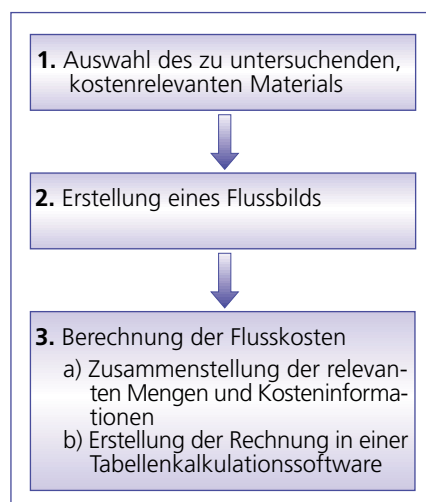 1. Auswahl des zu untersuchenden,
kostenrelevanten Materials
2. Erstellung eines Flussbilds
3. Berechnung der Flusskosten
a) Zusammenstellung der relevan-
ten Mengen und Kosteninforma-
tionen
b) Erstellung der Rechnung in einer
Tabellenkalkulationssoftware